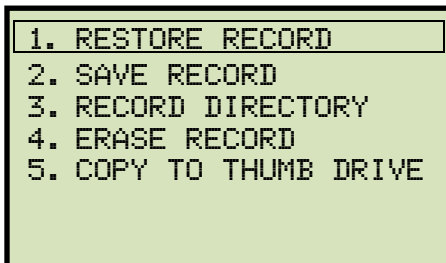 1. RESTORE RECORD
2. SAVE RECORD
3. RECORD DIRECTORY
4. ERASE RECORD
5. COPY TO THUMB DRIVE